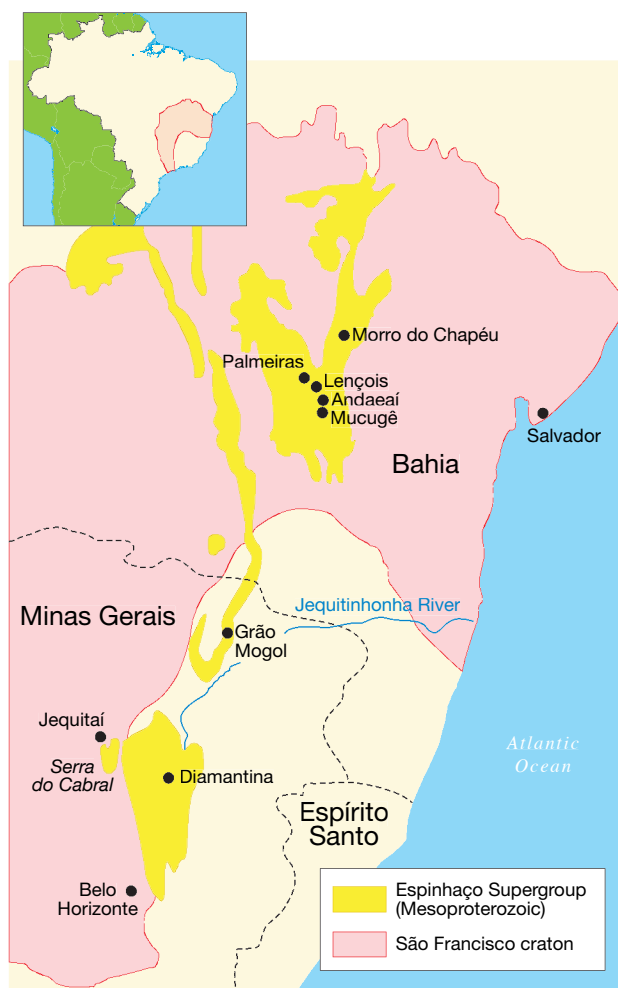 Morro do Chapéu
Palmeiras
Lençois
Andaeaí
Mucugê
Salvador
Bahia
Jequitinhonha River
Minas Gerais
Grão
Mogol
Jequitaí
Serra
do Cabral
Diamantina
Atlantic
Ocean
Espírito
Santo
Belo
Horizonte
Espinhaço Supergroup
(Mesoproterozoic)
São Francisco craton